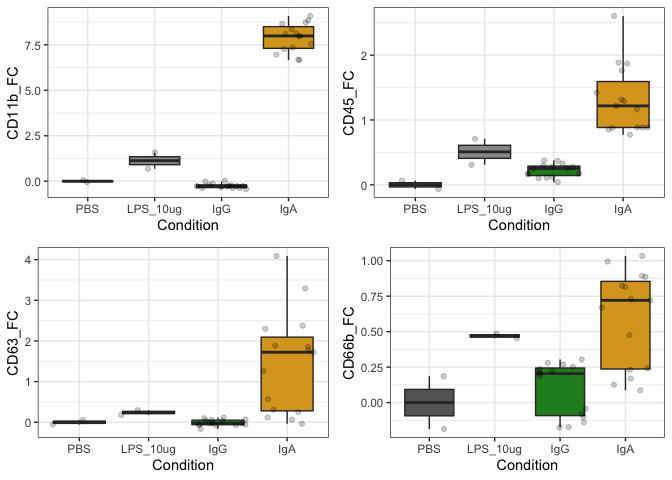 CD11b_FC
7.5
5.0
2.5
0.0
PBS LPS_10ug IgG IgA
Condition
CD45_FC
2
1
0
PBS LPS_10ug IgG IgA
Condition
CD63_FC
4
3
2
1
0
PBS LPS_10ug IgG IgA
Condition
CD66b_FC
1.00
0.75
0.50
0.25
0.00
PBS LPS_10ug IgG IgA
Condition